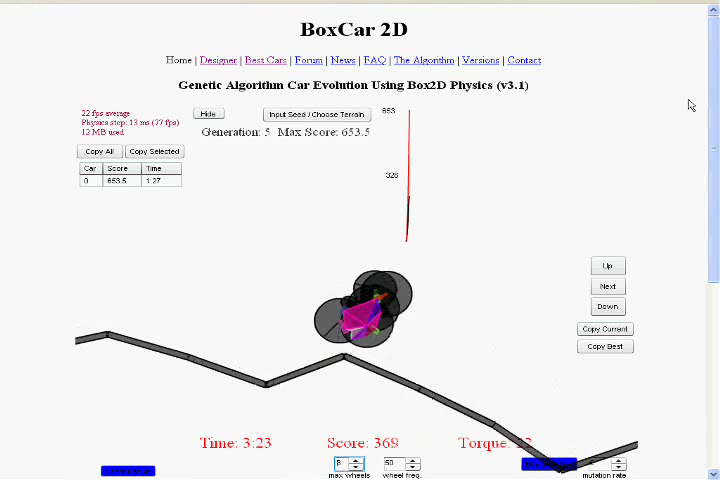 BoxCar 2D
Home | Designer | Best Cars | Forum | News | FAQ | The Algorithm | Versions | Contact
Genetic Algorithm Car Evolution Using Box2D Physics (v3.1)
22 fps average
Physics step: 13 ms (77 fps)
12 MB used
Hide
Input Seed / Choose Terrain
Generation: 5 Max Score: 653.5
653
326
Copy All
Copy Selected
Car Score Time
0 653.5 1:27
Up
Next
Down
Copy Current
Copy Best
Time: 3:23
Score: 369
Torque:
8
50
max wheels
wheel freq.
mutation rate